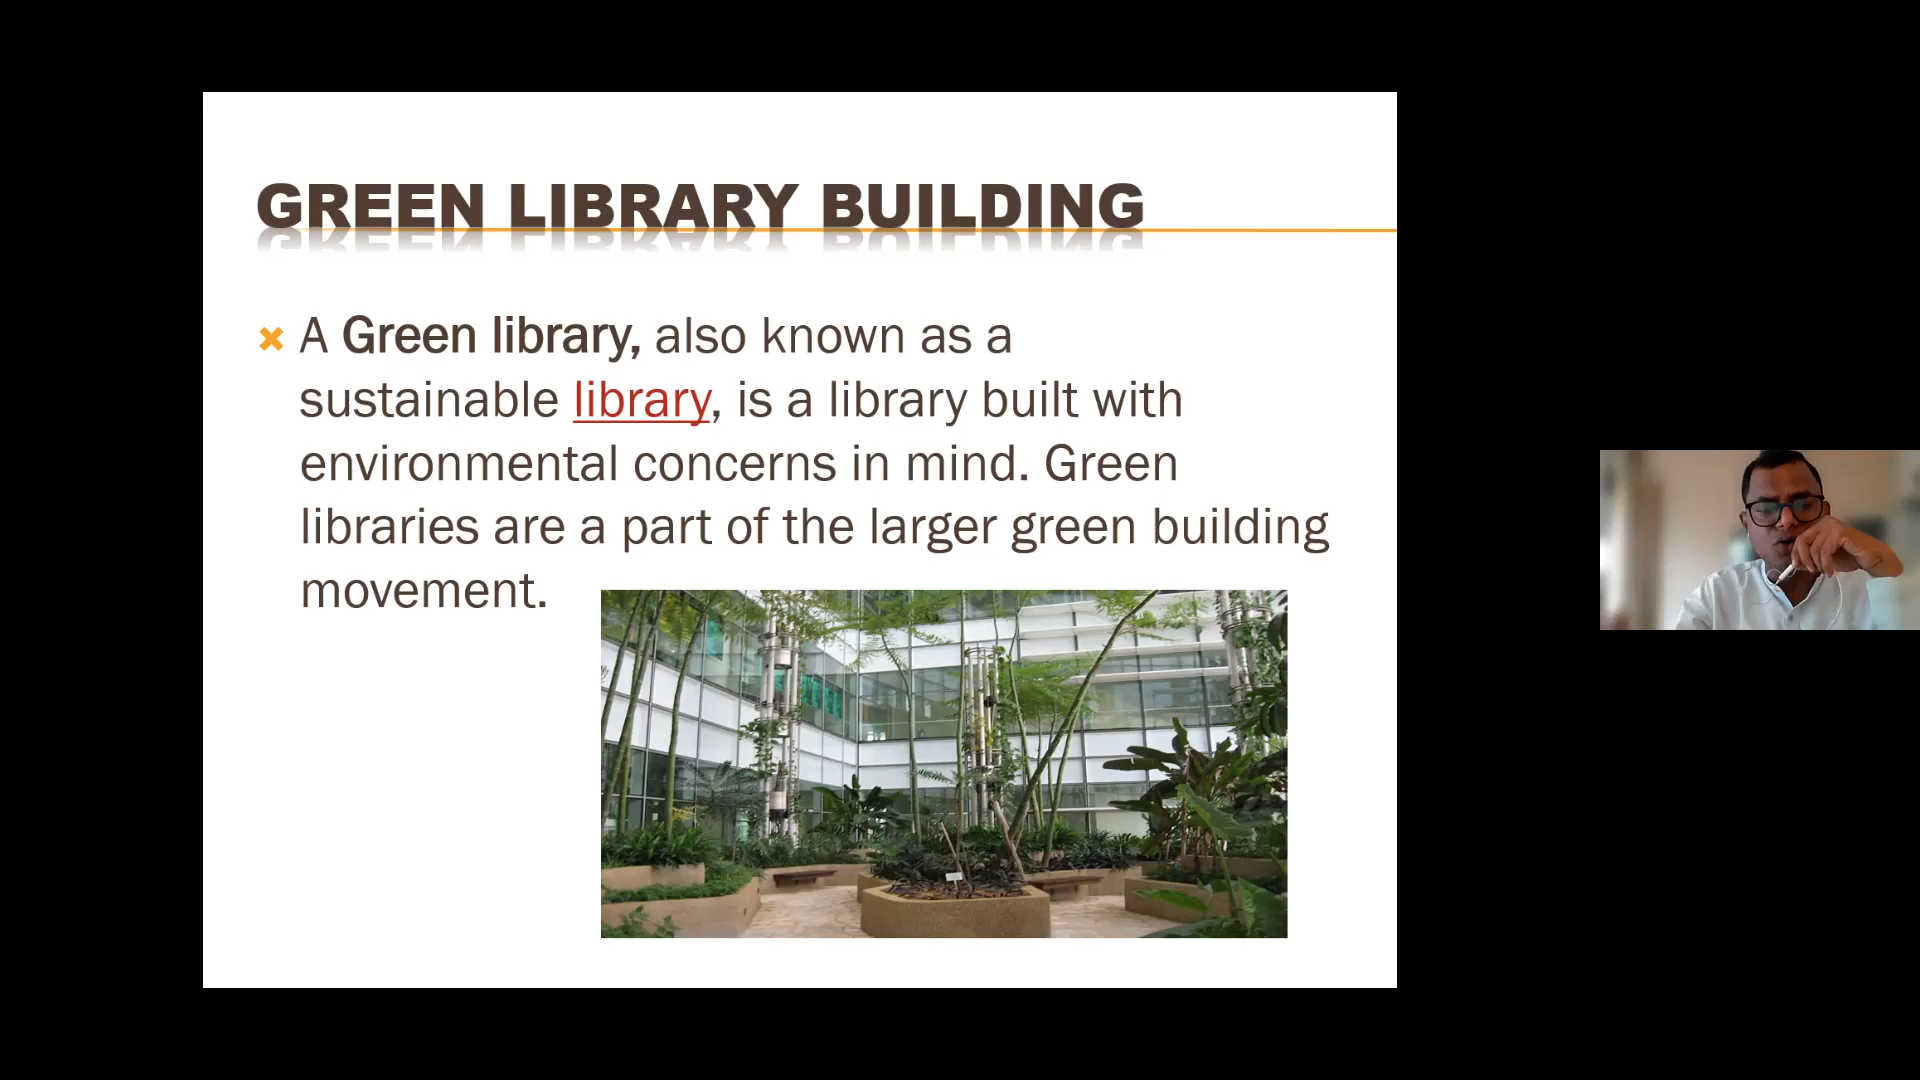 GREEN LIBRARY BUILDING
A Green library, also known as a
sustainable library, is a library built with
environmental concerns in mind. Green
libraries are a part of the larger green building
movement.